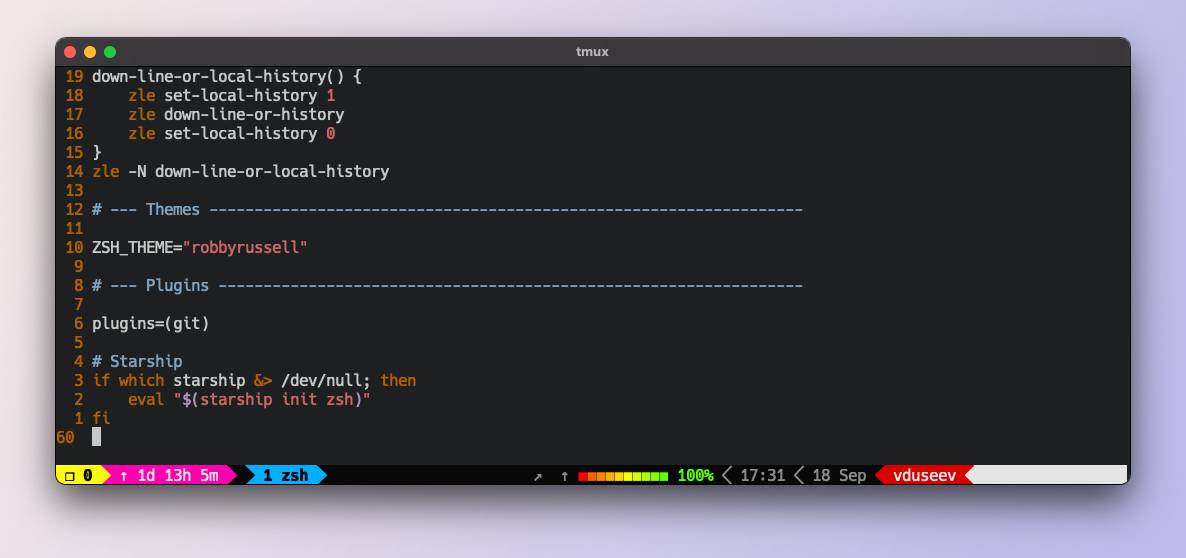 tmux
19 down-line-or-local-history() {
18     zle set-local-history 1
17     zle down-line-or-history
16     zle set-local-history 0
15 }
14 zle -N down-line-or-local-history
13
12 # --- Themes ------------------------------------------------------------------
11
10 ZSH_THEME="robbyrussell"
9
8 # --- Plugins -----------------------------------------------------------------
7
6 plugins=(git)
5
4 # Starship
3 if which starship &> /dev/null; then
2     eval "$(starship init zsh)"
1 fi
60
❐ 0 ↑ 1d 13h 5m 1 zsh ↗ ↑ 100% 17:31 18 Sep vduseev